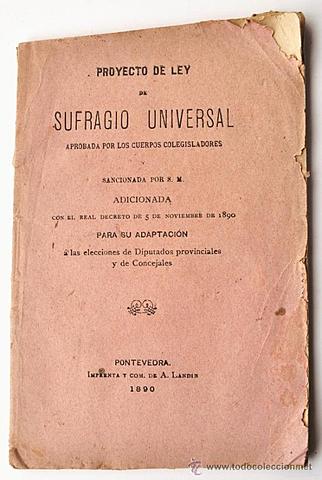 PROYECTO DE LEY
DE
SUFRAGIO UNIVERSAL
APROBADA POR LOS CUERPOS COLEGISLADORES
Y
SANCIONADA POR S. M.
ADICIONADA
CON EL REAL DECRETO DE 5 DE NOVIEMBRE DE 1890
PARA SU ADAPTACIÓN
á las elecciones de Diputados provinciales
y de Concejales
PONTEVEDRA.
IMPRENTA Y COM. DE A. LANDIN
1890
www.todocoleccion.net